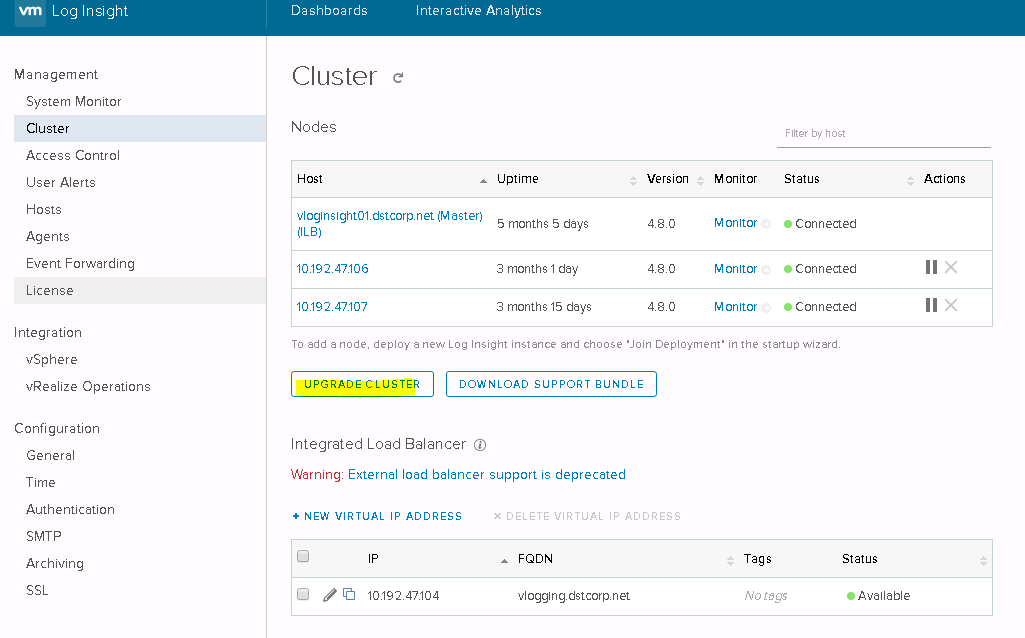 vm Log Insight
Dashboards
Interactive Analytics
Management
System Monitor
Cluster
Access Control
User Alerts
Hosts
Agents
Event Forwarding
License
Integration
vSphere
vRealize Operations
Configuration
General
Time
Authentication
SMTP
Archiving
SSL
Cluster
Nodes
Filter by host
Host Uptime Version Monitor Status Actions
vloginsight01.dstcorp.net (Master)
(ILB)
5 months 5 days 4.8.0 Monitor Connected
10.192.47.106 3 months 1 day 4.8.0 Monitor Connected
10.192.47.107 3 months 15 days 4.8.0 Monitor Connected
To add a node, deploy a new Log Insight instance and choose "Join Deployment" in the startup wizard.
UPGRADE CLUSTER
DOWNLOAD SUPPORT BUNDLE
Integrated Load Balancer
Warning: External load balancer support is deprecated
+ NEW VIRTUAL IP ADDRESS
× DELETE VIRTUAL IP ADDRESS
IP FQDN Tags Status
10.192.47.104 vlogging.dstcorp.net No tags Available